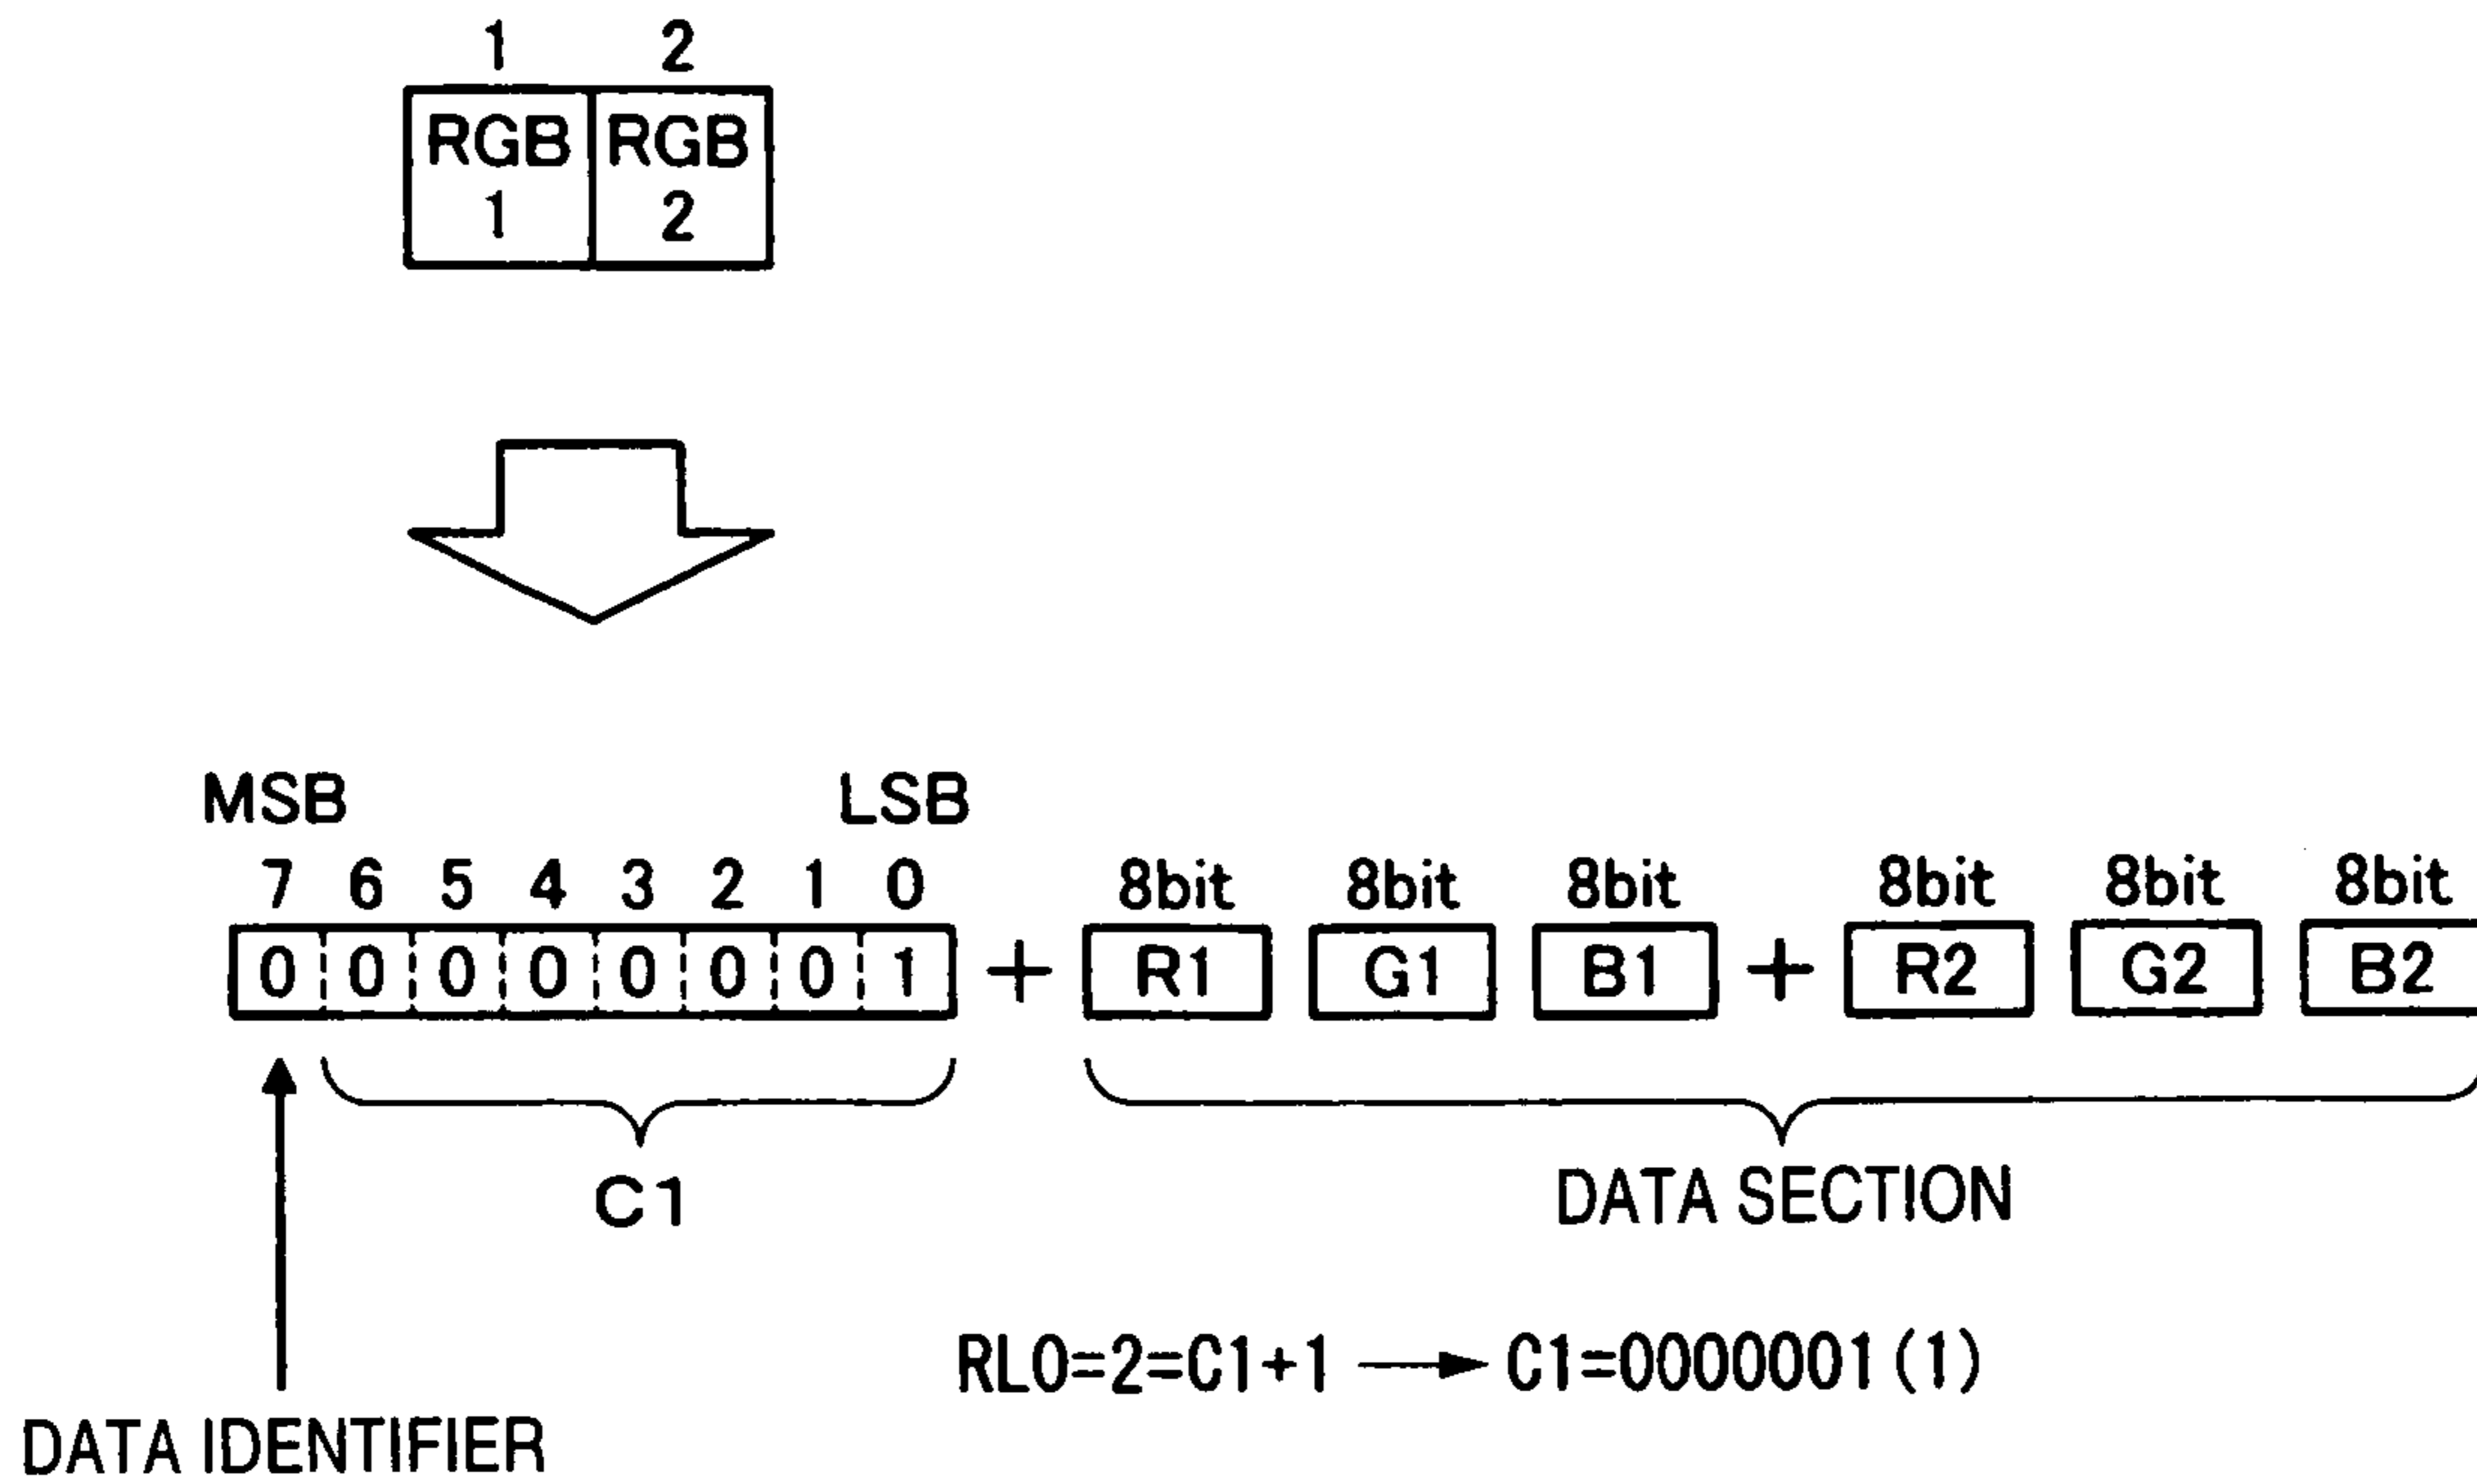 1 2
RGB RGB
1 2
MSB LSB
7 6 5 4 3 2 1 0 8bit 8bit 8bit 8bit 8bit 8bit
0 0 0 0 0 0 0 1 + R1 G1 B1 + R2 G2 B2
C1 DATA SECTION
RL0=2=C1+1 → C1=0000001(1)
DATA IDENTIFIER